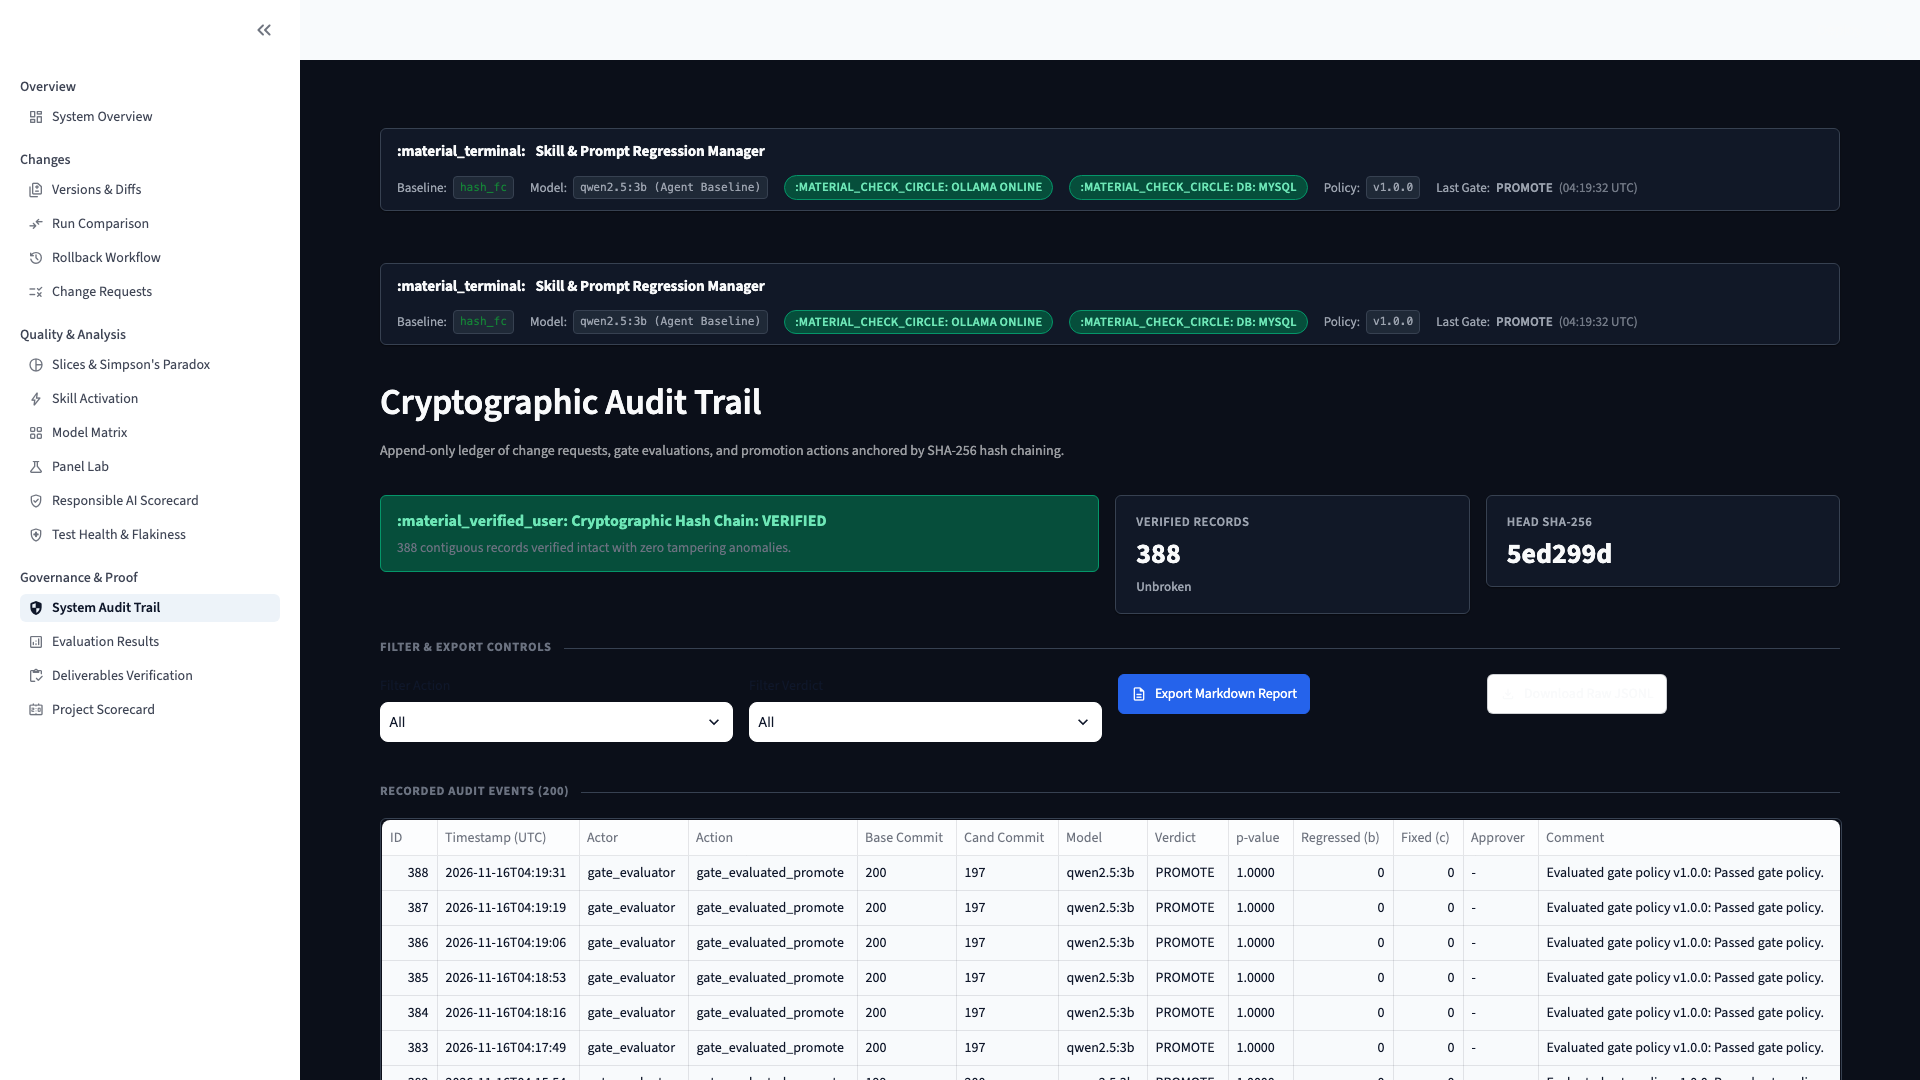 Overview
System Overview
Changes
Versions & Diffs
Run Comparison
Rollback Workflow
Change Requests
Quality & Analysis
Slices & Simpson's Paradox
Skill Activation
Model Matrix
Panel Lab
Responsible AI Scorecard
Test Health & Flakiness
Governance & Proof
System Audit Trail
Evaluation Results
Deliverables Verification
Project Scorecard
:material_terminal: Skill & Prompt Regression Manager
Baseline: hash_fc Model: qwen2.5:3b (Agent Baseline) :MATERIAL_CHECK_CIRCLE: OLLAMA ONLINE :MATERIAL_CHECK_CIRCLE: DB: MYSQL Policy: v1.0.0 Last Gate: PROMOTE (04:19:32 UTC)
:material_terminal: Skill & Prompt Regression Manager
Baseline: hash_fc Model: qwen2.5:3b (Agent Baseline) :MATERIAL_CHECK_CIRCLE: OLLAMA ONLINE :MATERIAL_CHECK_CIRCLE: DB: MYSQL Policy: v1.0.0 Last Gate: PROMOTE (04:19:32 UTC)
Cryptographic Audit Trail
Append-only ledger of change requests, gate evaluations, and promotion actions anchored by SHA-256 hash chaining.
:material_verified_user: Cryptographic Hash Chain: VERIFIED
388 contiguous records verified intact with zero tampering anomalies.
VERIFIED RECORDS
388
Unbroken
HEAD SHA-256
5ed299d
FILTER & EXPORT CONTROLS
Filter Action
All
Filter Verdict
All
Export Markdown Report
RECORDED AUDIT EVENTS (200)
ID Timestamp (UTC) Actor Action Base Commit Cand Commit Model Verdict p-value Regressed (b) Fixed (c) Approver Comment
388 2026-11-16T04:19:31 gate_evaluator gate_evaluated_promote 200 197 qwen2.5:3b PROMOTE 1.0000 0 0 - Evaluated gate policy v1.0.0: Passed gate policy.
387 2026-11-16T04:19:19 gate_evaluator gate_evaluated_promote 200 197 qwen2.5:3b PROMOTE 1.0000 0 0 - Evaluated gate policy v1.0.0: Passed gate policy.
386 2026-11-16T04:19:06 gate_evaluator gate_evaluated_promote 200 197 qwen2.5:3b PROMOTE 1.0000 0 0 - Evaluated gate policy v1.0.0: Passed gate policy.
385 2026-11-16T04:18:53 gate_evaluator gate_evaluated_promote 200 197 qwen2.5:3b PROMOTE 1.0000 0 0 - Evaluated gate policy v1.0.0: Passed gate policy.
384 2026-11-16T04:18:16 gate_evaluator gate_evaluated_promote 200 197 qwen2.5:3b PROMOTE 1.0000 0 0 - Evaluated gate policy v1.0.0: Passed gate policy.
383 2026-11-16T04:17:49 gate_evaluator gate_evaluated_promote 200 197 qwen2.5:3b PROMOTE 1.0000 0 0 - Evaluated gate policy v1.0.0: Passed gate policy.